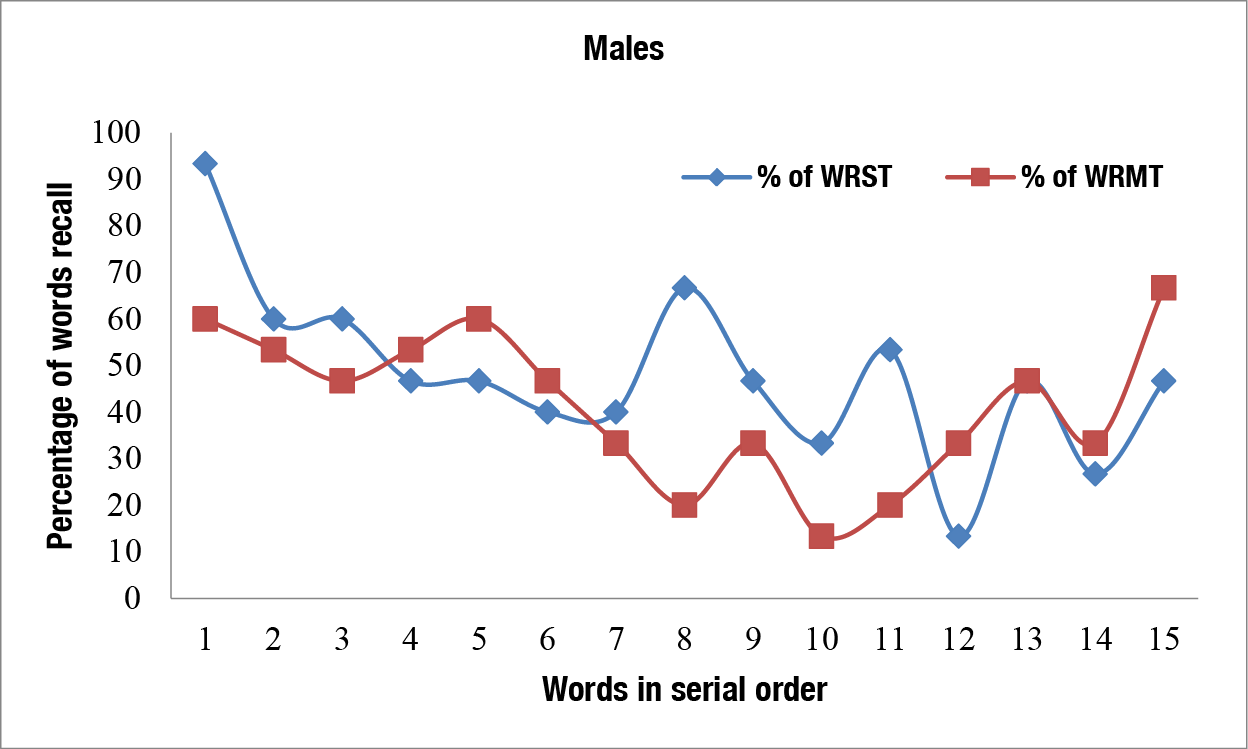 Males
% of WRST % of WRMT
Percentage of words recall
100
90
80
70
60
50
40
30
20
10
0
1 2 3 4 5 6 7 8 9 10 11 12 13 14 15
Words in serial order